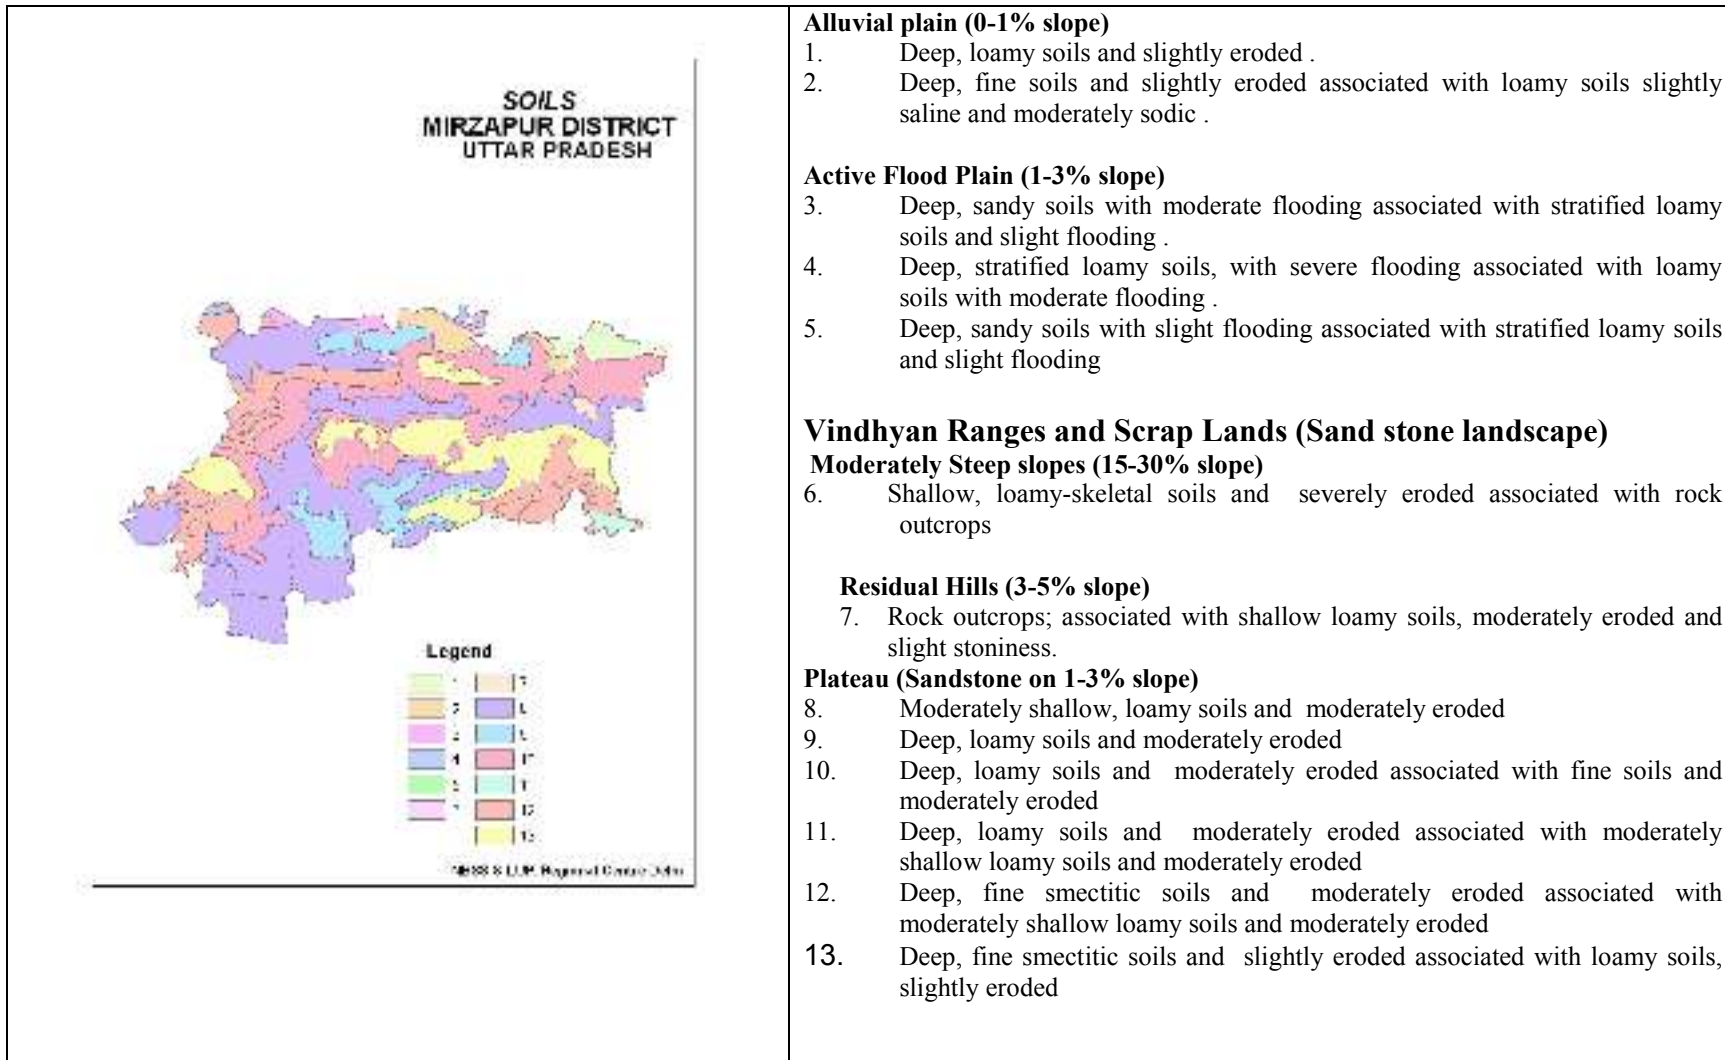 SOILS
MIRZAPUR DISTRICT
UTTAR PRADESH
Legend
1
2
4
12
13
Regional Centre
Alluvial plain (0-1% slope)
1. Deep, loamy soils and slightly eroded .
2. Deep, fine soils and slightly eroded associated with loamy soils slightly
saline and moderately sodic .
Active Flood Plain (1-3% slope)
3. Deep, sandy soils with moderate flooding associated with stratified loamy
soils and slight flooding .
4. Deep, stratified loamy soils, with severe flooding associated with loamy
soils with moderate flooding .
5. Deep, sandy soils with slight flooding associated with stratified loamy soils
and slight flooding
Vindhyan Ranges and Scrap Lands (Sand stone landscape)
Moderately Steep slopes (15-30% slope)
6. Shallow, loamy-skeletal soils and severely eroded associated with rock
outcrops
Residual Hills (3-5% slope)
7. Rock outcrops; associated with shallow loamy soils, moderately eroded and
slight stoniness.
Plateau (Sandstone on 1-3% slope)
8. Moderately shallow, loamy soils and moderately eroded
9. Deep, loamy soils and moderately eroded
10. Deep, loamy soils and moderately eroded associated with fine soils and
moderately eroded
11. Deep, loamy soils and moderately eroded associated with moderately
shallow loamy soils and moderately eroded
12. Deep, fine smectitic soils and moderately eroded associated with
moderately shallow loamy soils and moderately eroded
13. Deep, fine smectitic soils and slightly eroded associated with loamy soils,
slightly eroded